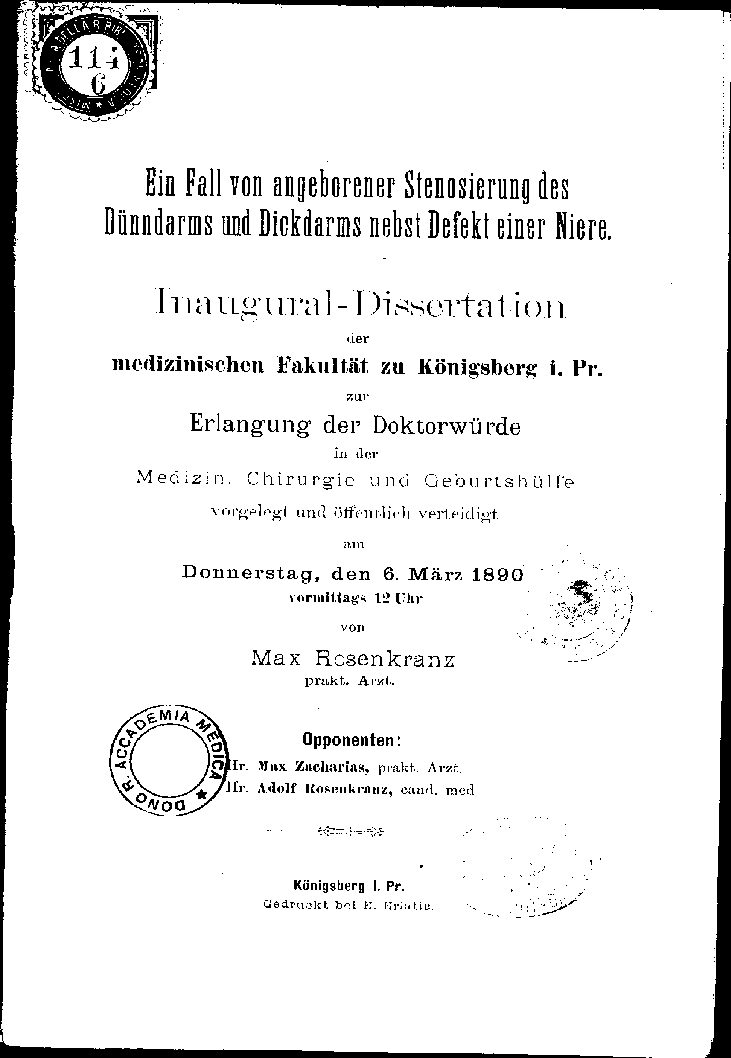 114
6
Ein Fall von angeborener Stenosierung des
Dünndarms und Dickdarms nebst Defekt einer Niere.
Inaugural-Dissertation
der
medizinischen Fakultät zu Königsberg i. Pr.
zur
Erlangung der Doktorwürde
in der
Medizin, Chirurgie und Geburtshülfe
vorgelegt und öffentlich verteidigt
am
Donnerstag, den 6. März 1890
vormittags 12 Uhr
von
Max Rosenkranz
prakt. Arzt.
DONO R. ACCADEMIA MEDICA
Opponenten:
Hr. Max Zacharias, prakt. Arzt.
Hr. Adolf Rosenkranz, cand. med
Königsberg i. Pr.
Gedruckt bei